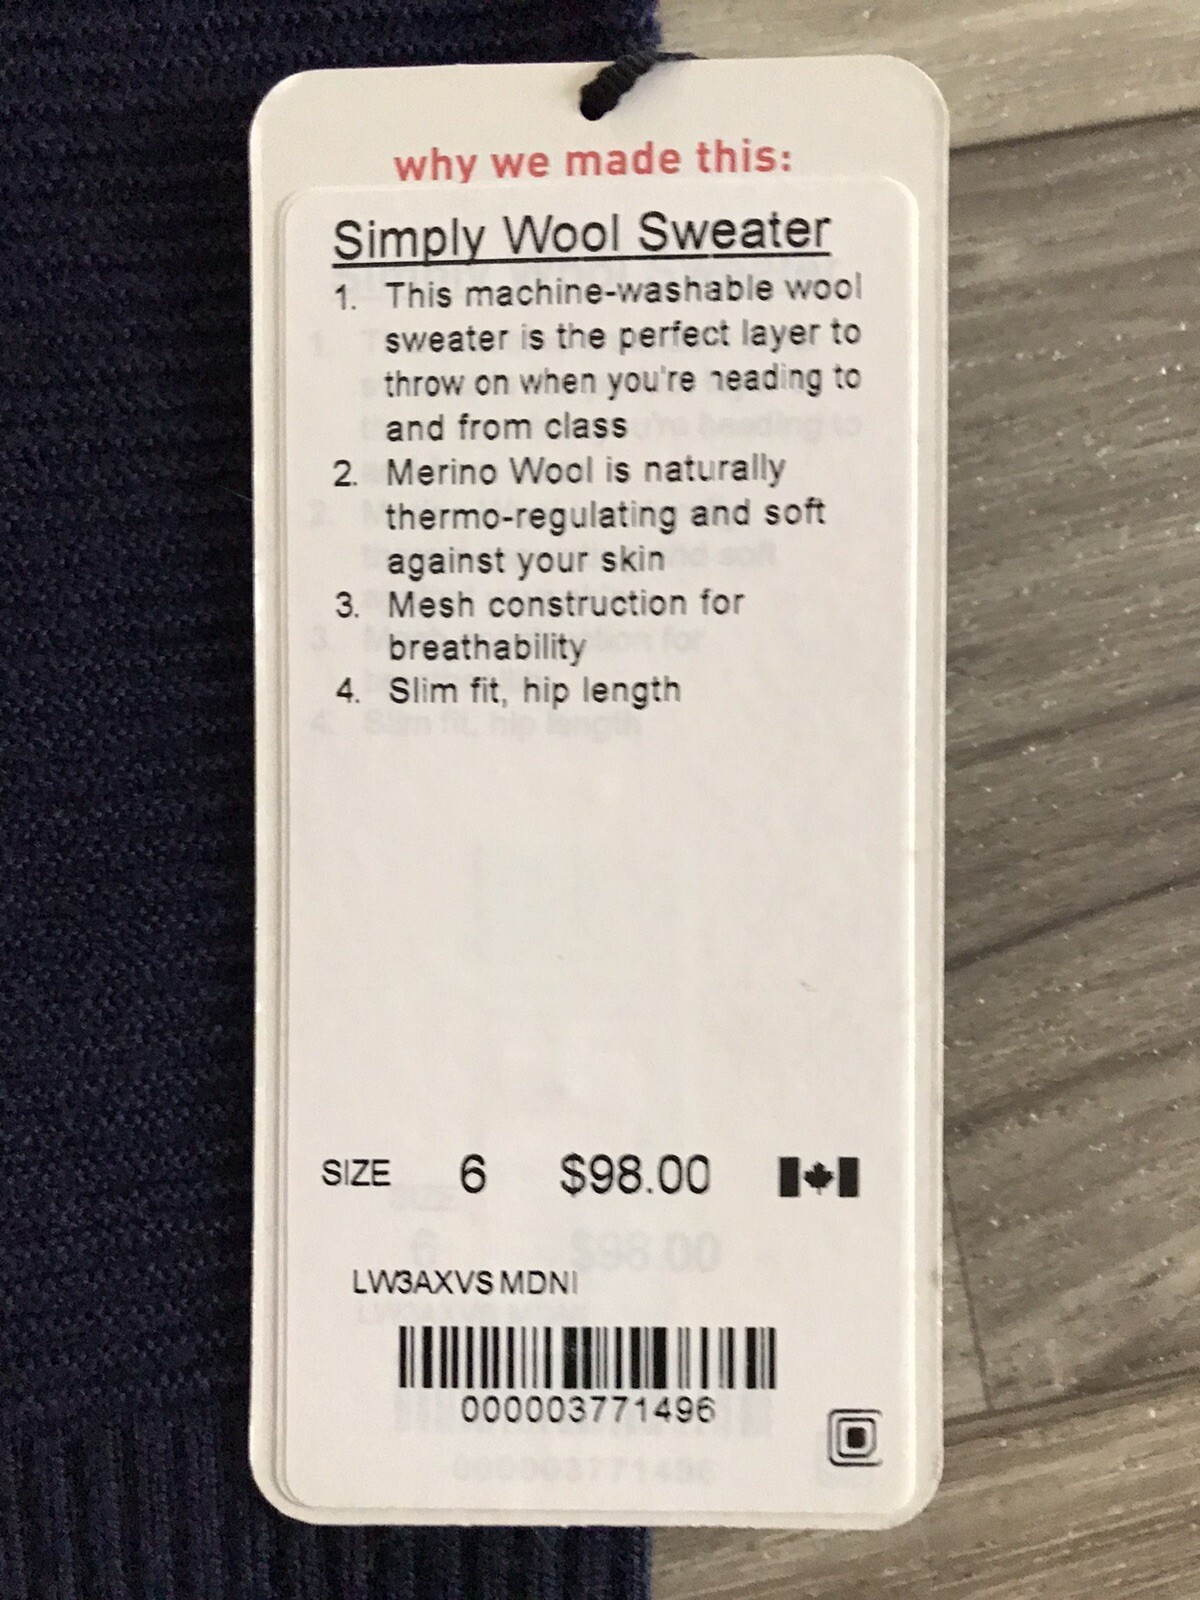 why we made this:
Simply Wool Sweater
1. This machine-washable wool
sweater is the perfect layer to
throw on when you're heading to
and from class
2. Merino Wool is naturally
thermo-regulating and soft
against your skin
3. Mesh construction for
breathability
4. Slim fit, hip length
SIZE 6 $98.00
LW3AXVS MDNI
000003771496